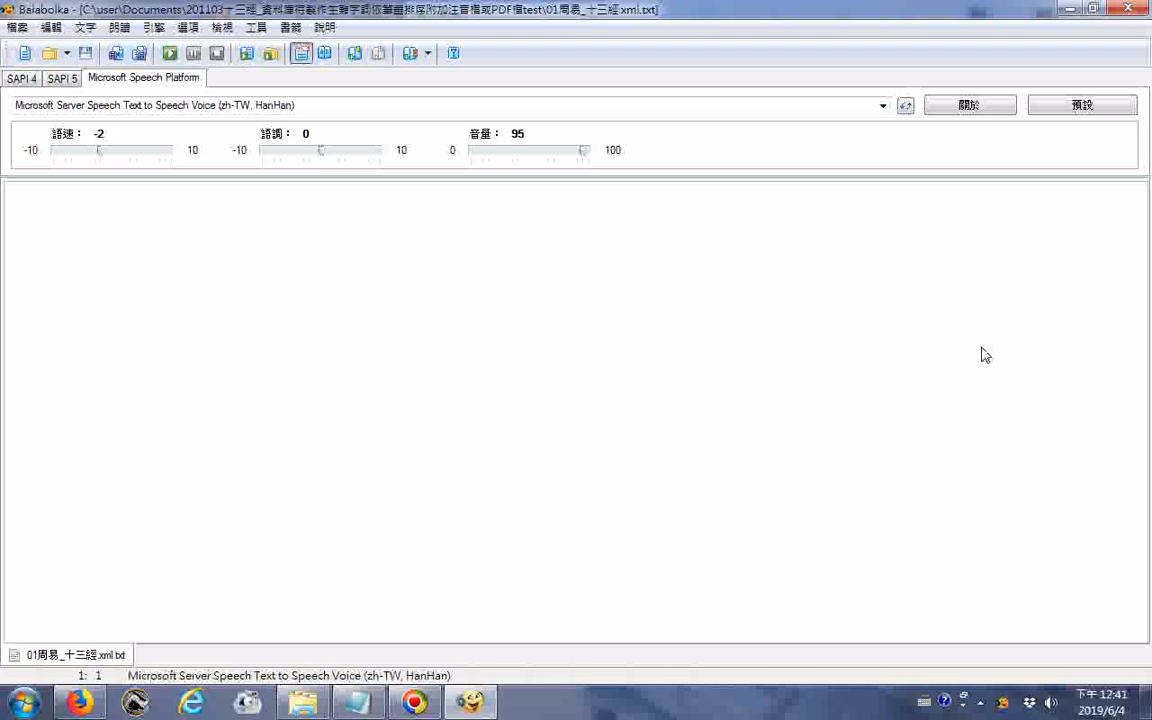 Balabolka - [C:\user\Documents\201103十三經_資料庫待製作生難字詞依筆畫排序附加注音檔或PDF檔test\01周易_十三經.xml.txt]
檔案 編輯 文字 朗讀 引擎 選項 檢視 工具 書籤 說明
SAPI 4 SAPI 5 Microsoft Speech Platform
Microsoft Server Speech Text to Speech Voice (zh-TW, HanHan) 關於 預設
語速： -2 語調： 0 音量： 95
-10 10 -10 10 0 100
01周易_十三經.xml.txt
1: 1 Microsoft Server Speech Text to Speech Voice (zh-TW, HanHan)
下午 12:41
2019/6/4